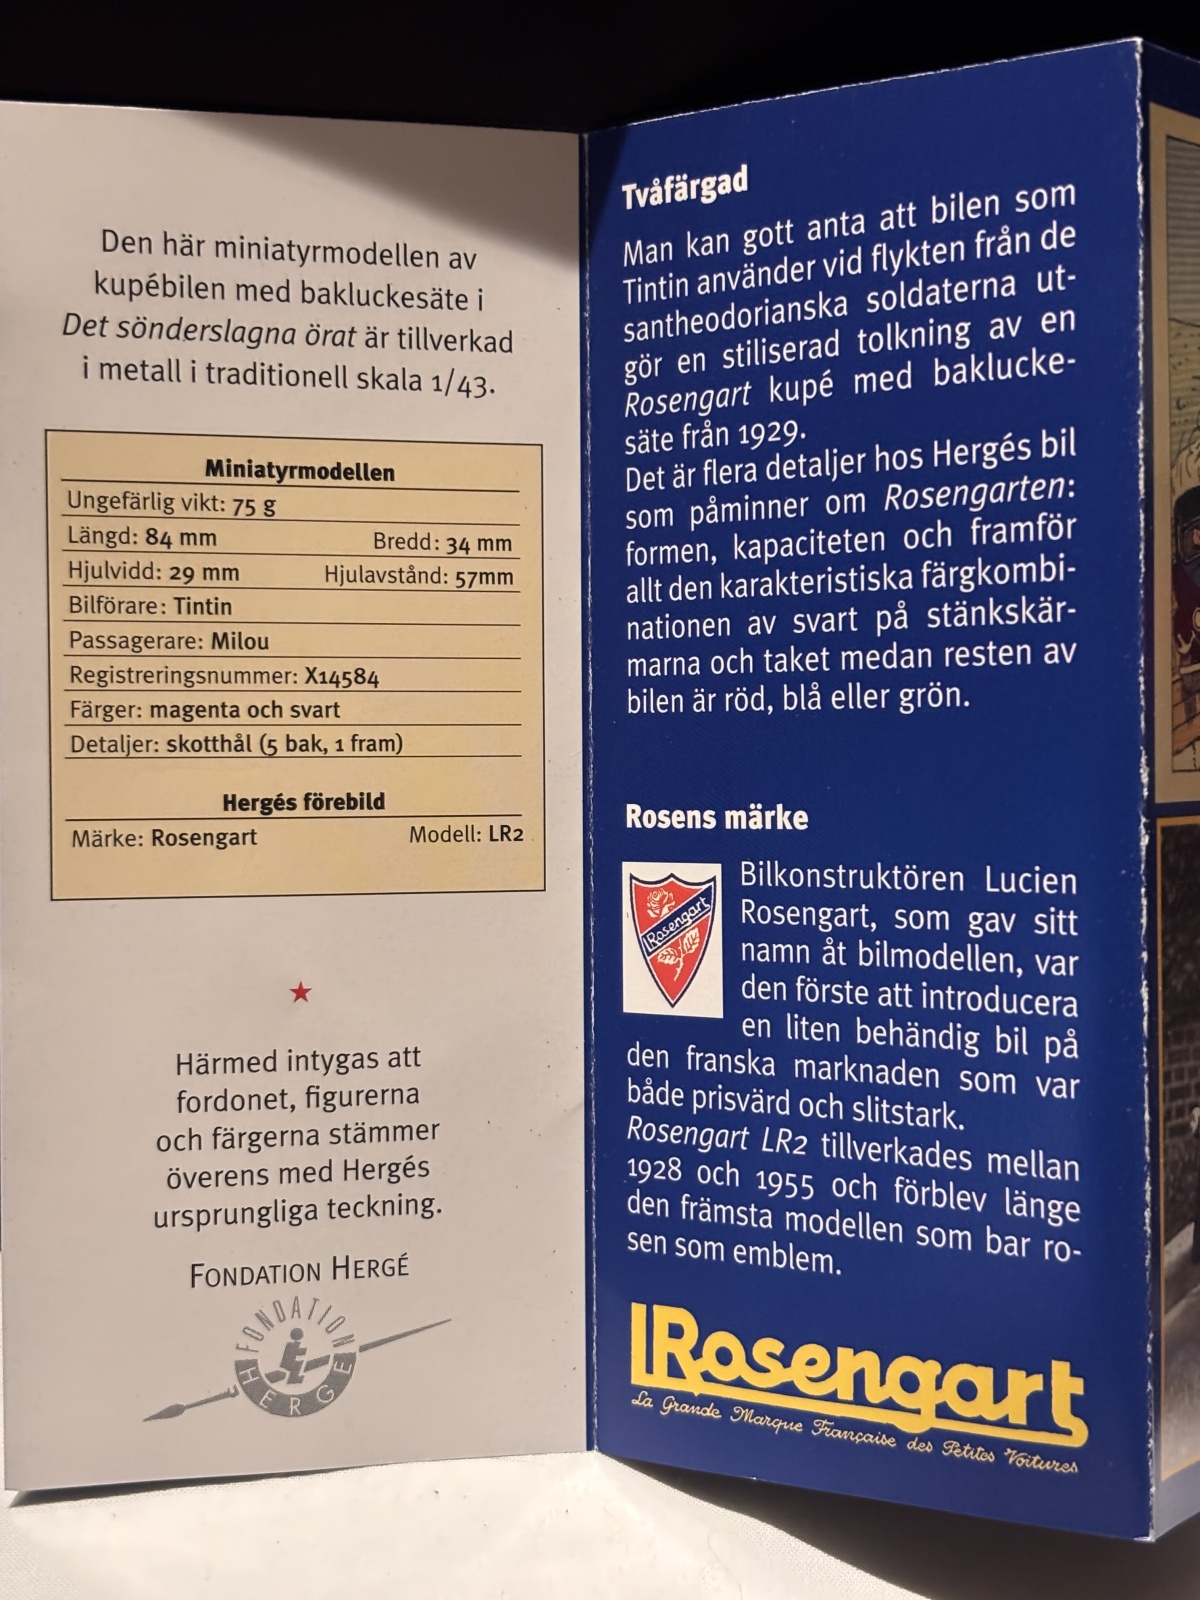 Den här miniatyrmodellen av
kupébilen med bakluckesäte i
Det sönderslagna örat är tillverkad
i metall i traditionell skala 1/43.
Miniatyrmodellen
Ungefärlig vikt: 75 g
Längd: 84 mm Bredd: 34 mm
Hjulvidd: 29 mm Hjulavstånd: 57mm
Bilförare: Tintin
Passagerare: Milou
Registreringsnummer: X14584
Färger: magenta och svart
Detaljer: skotthål (5 bak, 1 fram)
Hergés förebild
Märke: Rosengart Modell: LR2
Härmed intygas att
fordonet, figurerna
och färgerna stämmer
överens med Hergés
ursprungliga teckning.
FONDATION HERGÉ
FONDATION
HERGÉ
Tvåfärgad
Man kan gott anta att bilen som
Tintin använder vid flykten från de
santheodorianska soldaterna ut-
gör en stiliserad tolkning av en
Rosengart kupé med baklucke-
säte från 1929.
Det är flera detaljer hos Hergés bil
som påminner om Rosengarten:
formen, kapaciteten och framför
allt den karakteristiska färgkombi-
nationen av svart på stänkskär-
marna och taket medan resten av
bilen är röd, blå eller grön.
Rosens märke
Rosengart
Bilkonstruktören Lucien
Rosengart, som gav sitt
namn åt bilmodellen, var
den förste att introducera
en liten behändig bil på
den franska marknaden som var
både prisvärd och slitstark.
Rosengart LR2 tillverkades mellan
1928 och 1955 och förblev länge
den främsta modellen som bar ro-
sen som emblem.
Rosengart
La Grande Marque Française des Petites Voitures